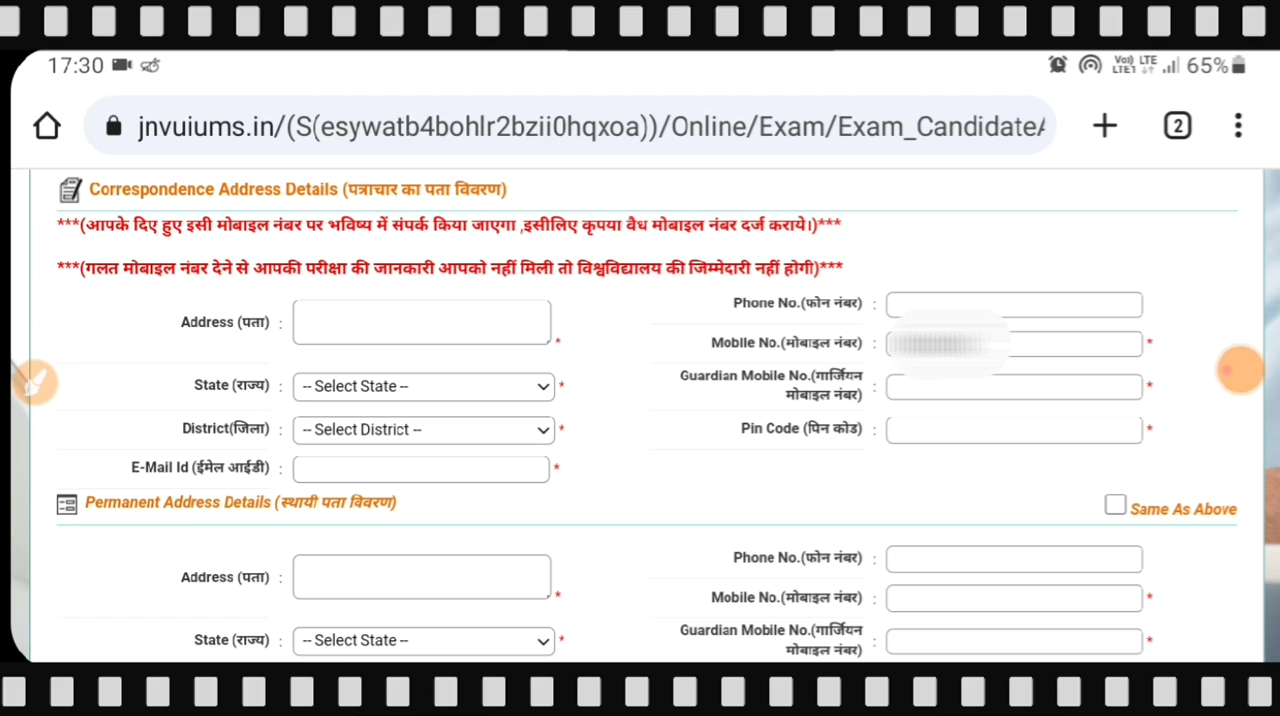 17:30 Vo)) LTE LTE1 65%
jnvuiums.in/(S(esywatb4bohlr2bzii0hqxoa))/Online/Exam/Exam_CandidateA 2
Correspondence Address Details (पत्राचार का पता विवरण)
***(आपके दिए हुए इसी मोबाइल नंबर पर भविष्य में संपर्क किया जाएगा ,इसीलिए कृपया वैध मोबाइल नंबर दर्ज कराये।)***
***(गलत मोबाइल नंबर देने से आपकी परीक्षा की जानकारी आपको नहीं मिली तो विश्वविद्यालय की जिम्मेदारी नहीं होगी)***
Address (पता) : * Phone No.(फोन नंबर) :
Mobile No.(मोबाइल नंबर) : *
State (राज्य) : -- Select State -- * Guardian Mobile No.(गार्जियन
मोबाइल नंबर) : *
District(जिला) : -- Select District -- * Pin Code (पिन कोड) : *
E-Mail Id (ईमेल आईडी) : *
Permanent Address Details (स्थायी पता विवरण) Same As Above
Address (पता) : * Phone No.(फोन नंबर) :
Mobile No.(मोबाइल नंबर) : *
State (राज्य) : -- Select State -- * Guardian Mobile No.(गार्जियन
मोबाइल नंबर) : *